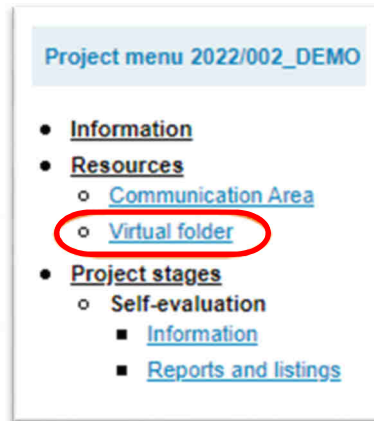 Project menu 2022/002_DEMO
Information
Resources
Communication Area
Virtual folder
Project stages
Self-evaluation
Information
Reports and listings